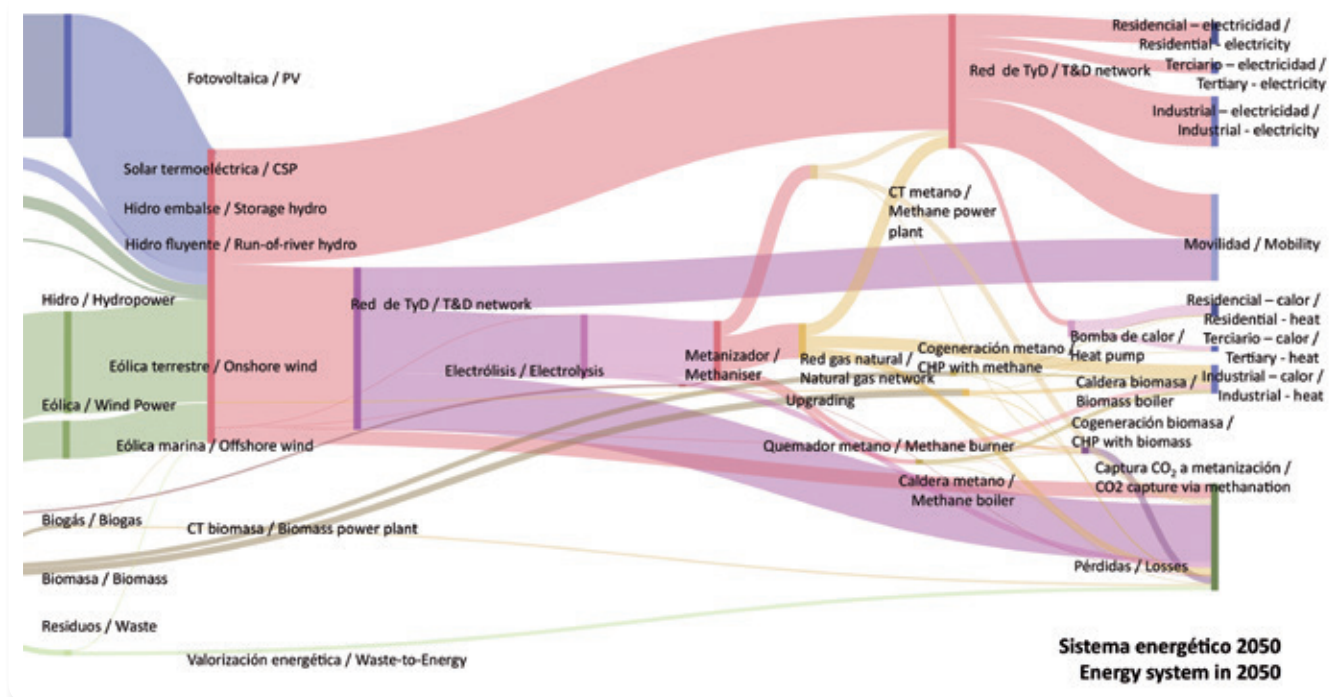 Residencial – electricidad /
Residential - electricity
Fotovoltaica / PV
Red de TyD / T&D network
Terciario – electricidad /
Tertiary - electricity
Industrial – electricidad /
Industrial - electricity
Solar termoeléctrica / CSP
Hidro embalse / Storage hydro
CT metano /
Methane power
plant
Hidro fluyente / Run-of-river hydro
Movilidad / Mobility
Hidro / Hydropower
Red de TyD / T&D network
Residencial – calor /
Residential - heat
Bomba de calor /
Heat pump
Terciario – calor /
Tertiary - heat
Eólica terrestre / Onshore wind
Electrólisis / Electrolysis
Metanizador /
Methaniser
Red gas natural /
Natural gas network
Cogeneración metano /
CHP with methane
Industrial – calor /
Industrial - heat
Caldera biomasa /
Biomass boiler
Upgrading
Eólica / Wind Power
Eólica marina / Offshore wind
Quemador metano / Methane burner
Cogeneración biomasa /
CHP with biomass
Caldera metano /
Methane boiler
Captura CO₂ a metanización /
CO2 capture via methanation
Biogás / Biogas
CT biomasa / Biomass power plant
Biomasa / Biomass
Pérdidas / Losses
Residuos / Waste
Valorización energética / Waste-to-Energy
Sistema energético 2050
Energy system in 2050